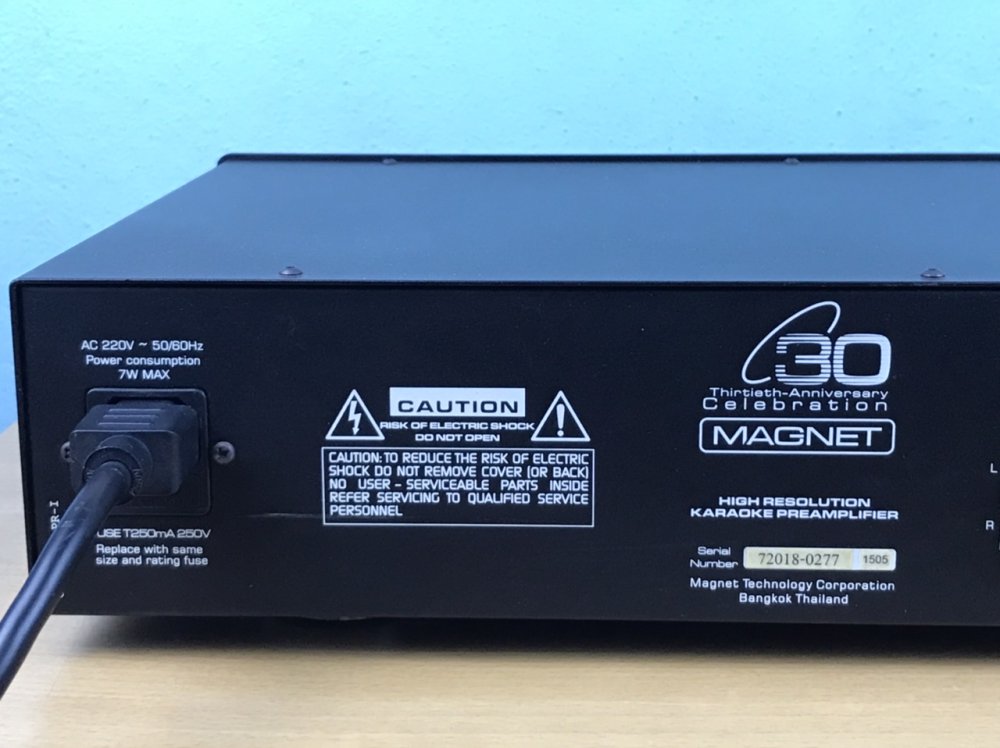 AC 220V ~ 50/60Hz
Power consumption
7W MAX
PR-I
USE T250mA 250V
Replace with same
size and rating fuse
CAUTION
RISK OF ELECTRIC SHOCK
DO NOT OPEN
CAUTION: TO REDUCE THE RISK OF ELECTRIC
SHOCK DO NOT REMOVE COVER (OR BACK)
NO USER - SERVICEABLE PARTS INSIDE
REFER SERVICING TO QUALIFIED SERVICE
PERSONNEL
30
Thirtieth-Anniversary
Celebration
MAGNET
HIGH RESOLUTION
KARAOKE PREAMPLIFIER
Serial
Number 72018-0277 1505
Magnet Technology Corporation
Bangkok Thailand
L
R